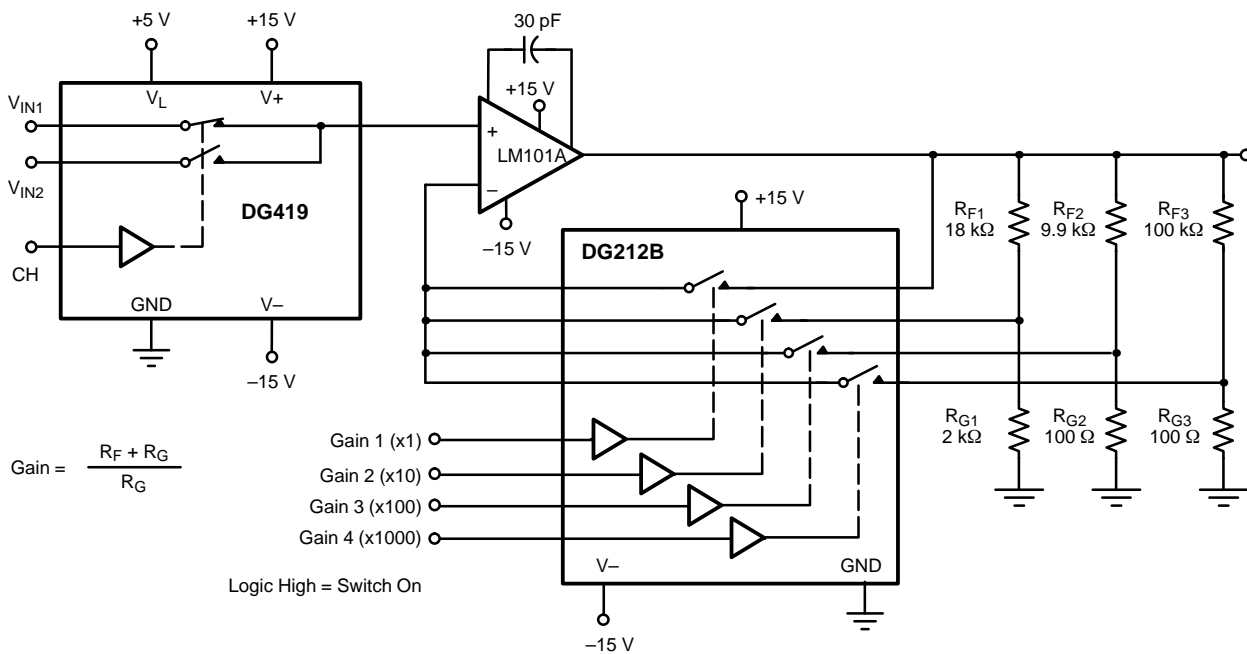 +5 V
+15 V
30 pF
V_IN1
V_L
V+
+15 V
+
LM101A
V_IN2
DG419
–
+15 V
R_F1
18 kΩ
R_F2
9.9 kΩ
R_F3
100 kΩ
–15 V
DG212B
CH
GND
V–
–15 V
Gain 1 (x1)
R_G1
2 kΩ
R_G2
100 Ω
R_G3
100 Ω
Gain = R_F + R_G
R_G
Gain 2 (x10)
Gain 3 (x100)
Gain 4 (x1000)
V–
GND
Logic High = Switch On
–15 V